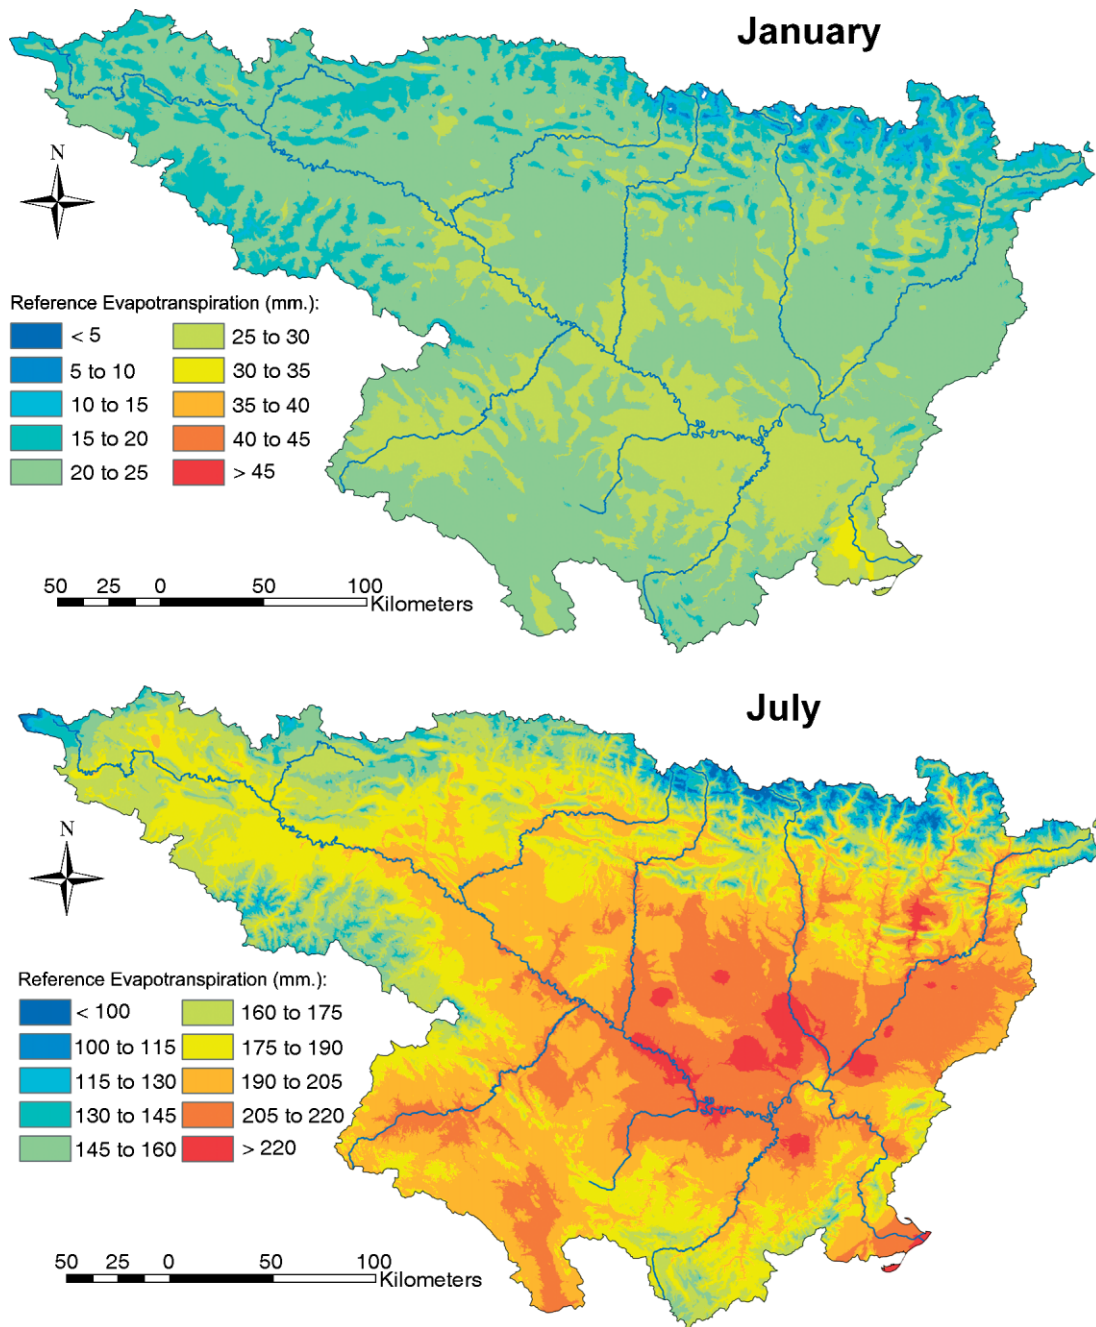 January
N
Reference Evapotranspiration (mm.):
< 5
25 to 30
5 to 10
30 to 35
10 to 15
35 to 40
15 to 20
40 to 45
20 to 25
> 45
50 25 0 50 100
Kilometers
July
N
Reference Evapotranspiration (mm.):
< 100
160 to 175
100 to 115
175 to 190
115 to 130
190 to 205
130 to 145
205 to 220
145 to 160
> 220
50 25 0 50 100
Kilometers